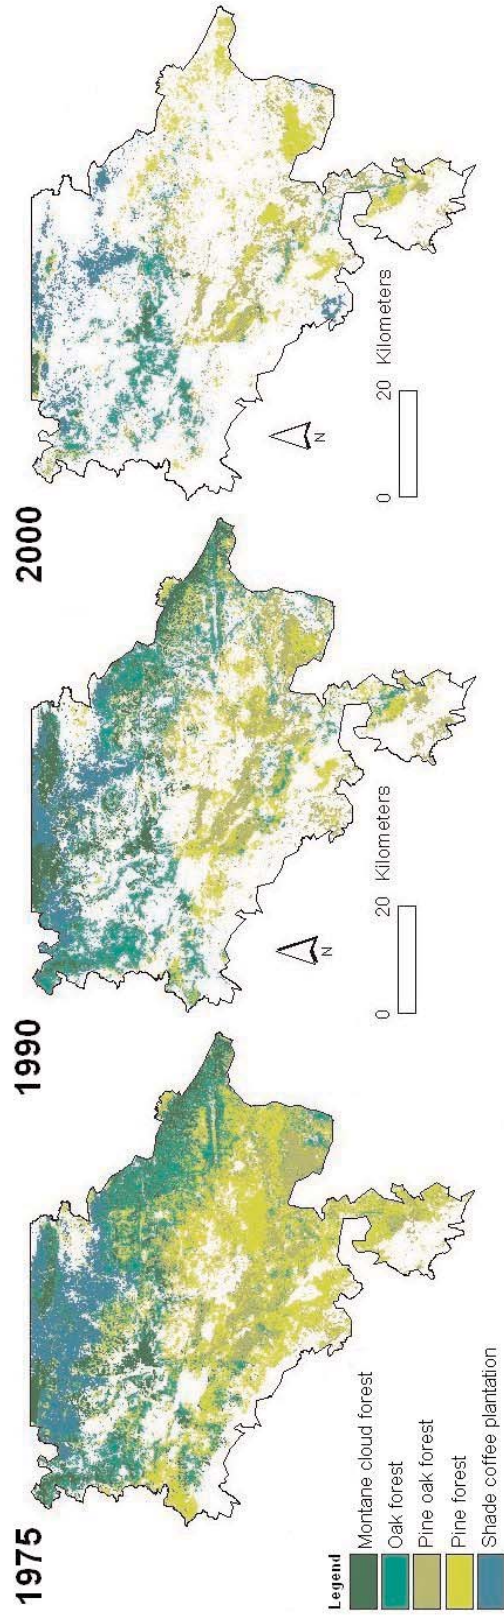 1975
1990
2000
Legend
Montane cloud forest
Oak forest
Pine oak forest
Pine forest
Shade coffee plantation
N
0 20 Kilometers
N
0 20 Kilometers